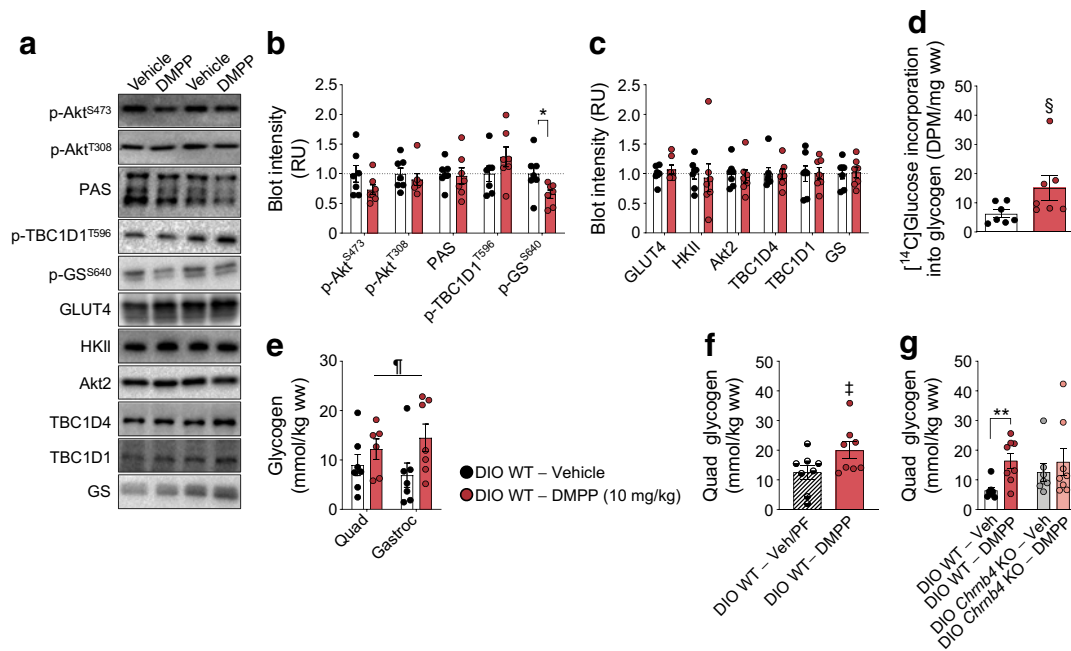 a
Vehicle
DMPP
Vehicle
DMPP
p-Akt^S473
p-Akt^T308
PAS
p-TBC1D1^T596
p-GS^S640
GLUT4
HKII
Akt2
TBC1D4
TBC1D1
GS
b
Blot intensity
(RU)
2.5
2.0
1.5
1.0
0.5
0
*
p-Akt^S473
p-Akt^T308
PAS
p-TBC1D1^T596
p-GS^S640
c
Blot intensity (RU)
2.5
2.0
1.5
1.0
0.5
0
GLUT4
HKII
Akt2
TBC1D4
TBC1D1
GS
d
[¹⁴C]Glucose incorporation
into glycogen (DPM/mg ww)
50
40
30
20
10
0
§
e
Glycogen
(mmol/kg ww)
30
20
10
0
¶
Quad
Gastroc
DIO WT – Vehicle
DIO WT – DMPP (10 mg/kg)
f
Quad glycogen
(mmol/kg ww)
50
40
30
20
10
0
‡
DIO WT – Veh/PF
DIO WT– DMPP
g
Quad glycogen
(mmol/kg ww)
50
40
30
20
10
0
**
DIO WT – Veh
DIO WT – DMPP
DIO Chrnb4 KO – Veh
DIO Chrnb4 KO – DMPP